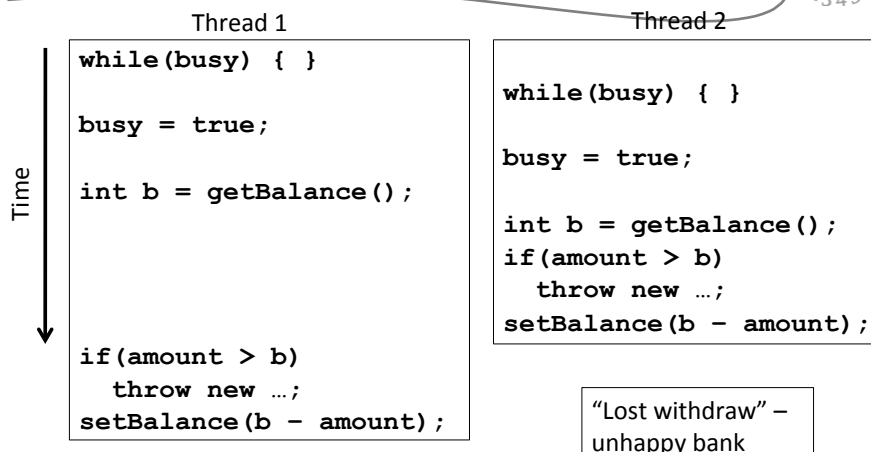 Thread 1
Thread 2
Time
while(busy) { }
busy = true;
int b = getBalance();
if(amount > b)
throw new …;
setBalance(b – amount);
while(busy) { }
busy = true;
int b = getBalance();
if(amount > b)
throw new …;
setBalance(b – amount);
“Lost withdraw” –
unhappy bank